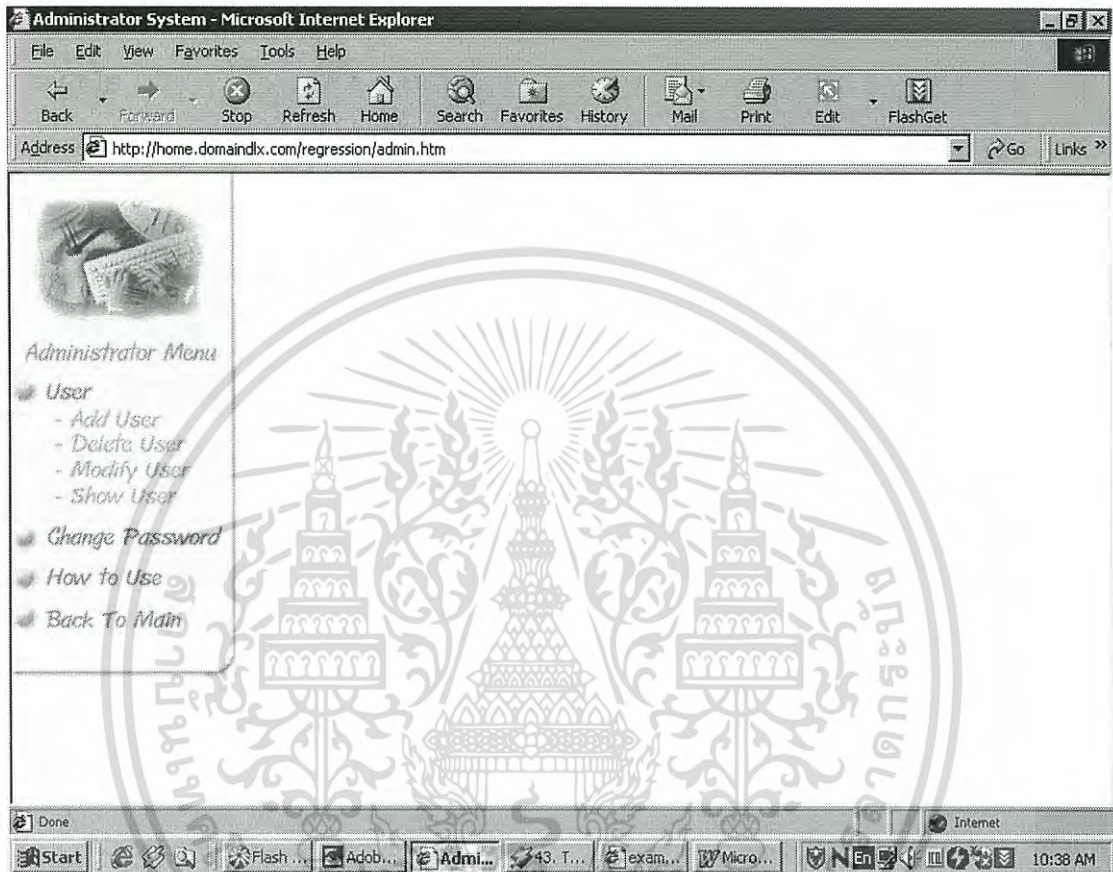 Administrator System - Microsoft Internet Explorer
File Edit View Favorites Tools Help
Back Forward Stop Refresh Home Search Favorites History Mail Print Edit FlashGet
Address http://home.domaindlx.com/regression/admin.htm Go Links »
Administrator Menu
User
- Add User
- Delete User
- Modify User
- Show User
Change Password
How to Use
Back To Main
Done Internet
Start Flash ... Adob... Admi... 43. T... exam... Micro... N En 10:38 AM